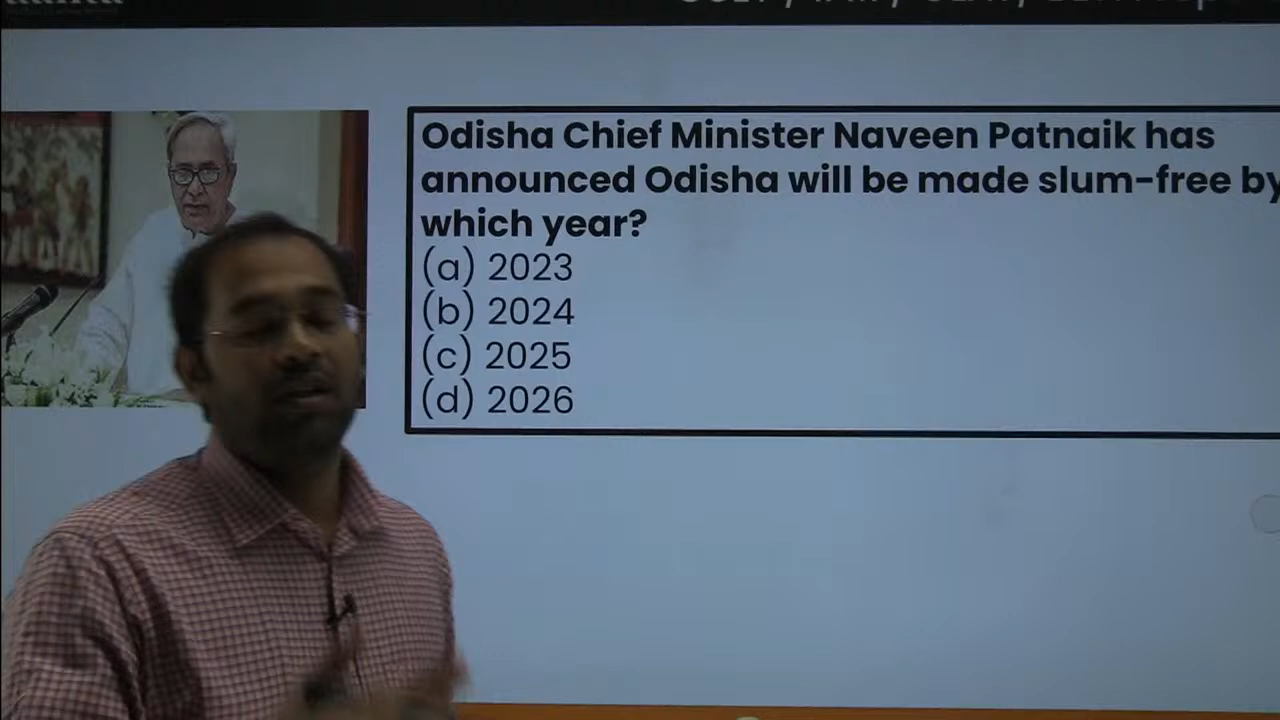 Odisha Chief Minister Naveen Patnaik has
announced Odisha will be made slum-free by
which year?
(a) 2023
(b) 2024
(c) 2025
(d) 2026